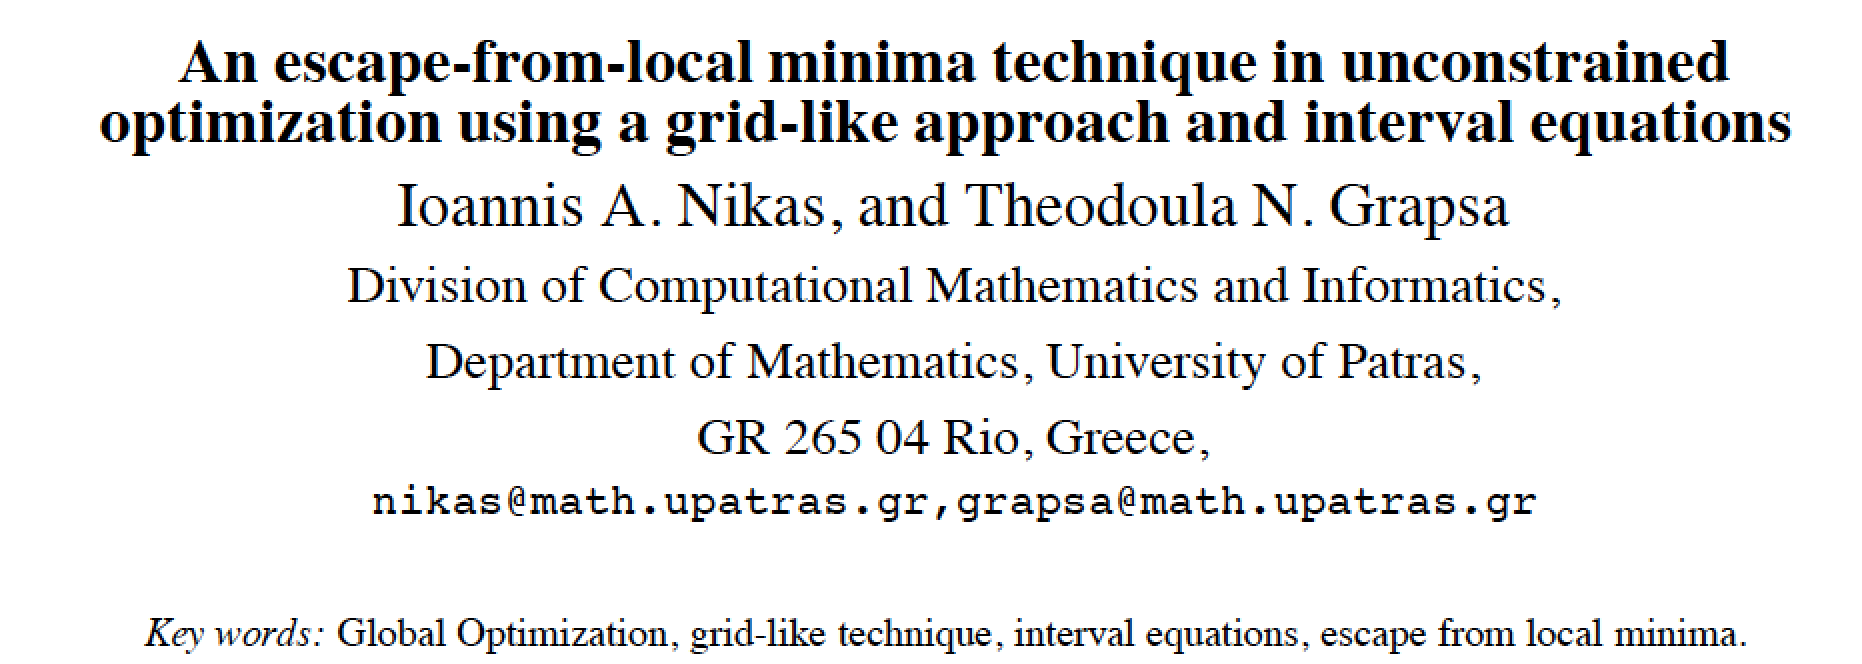 An escape-from-local minima technique in unconstrained
optimization using a grid-like approach and interval equations
Ioannis A. Nikas, and Theodoula N. Grapsa
Division of Computational Mathematics and Informatics,
Department of Mathematics, University of Patras,
GR 265 04 Rio, Greece,
nikas@math.upatras.gr,grapsa@math.upatras.gr
Key words: Global Optimization, grid-like technique, interval equations, escape from local minima.